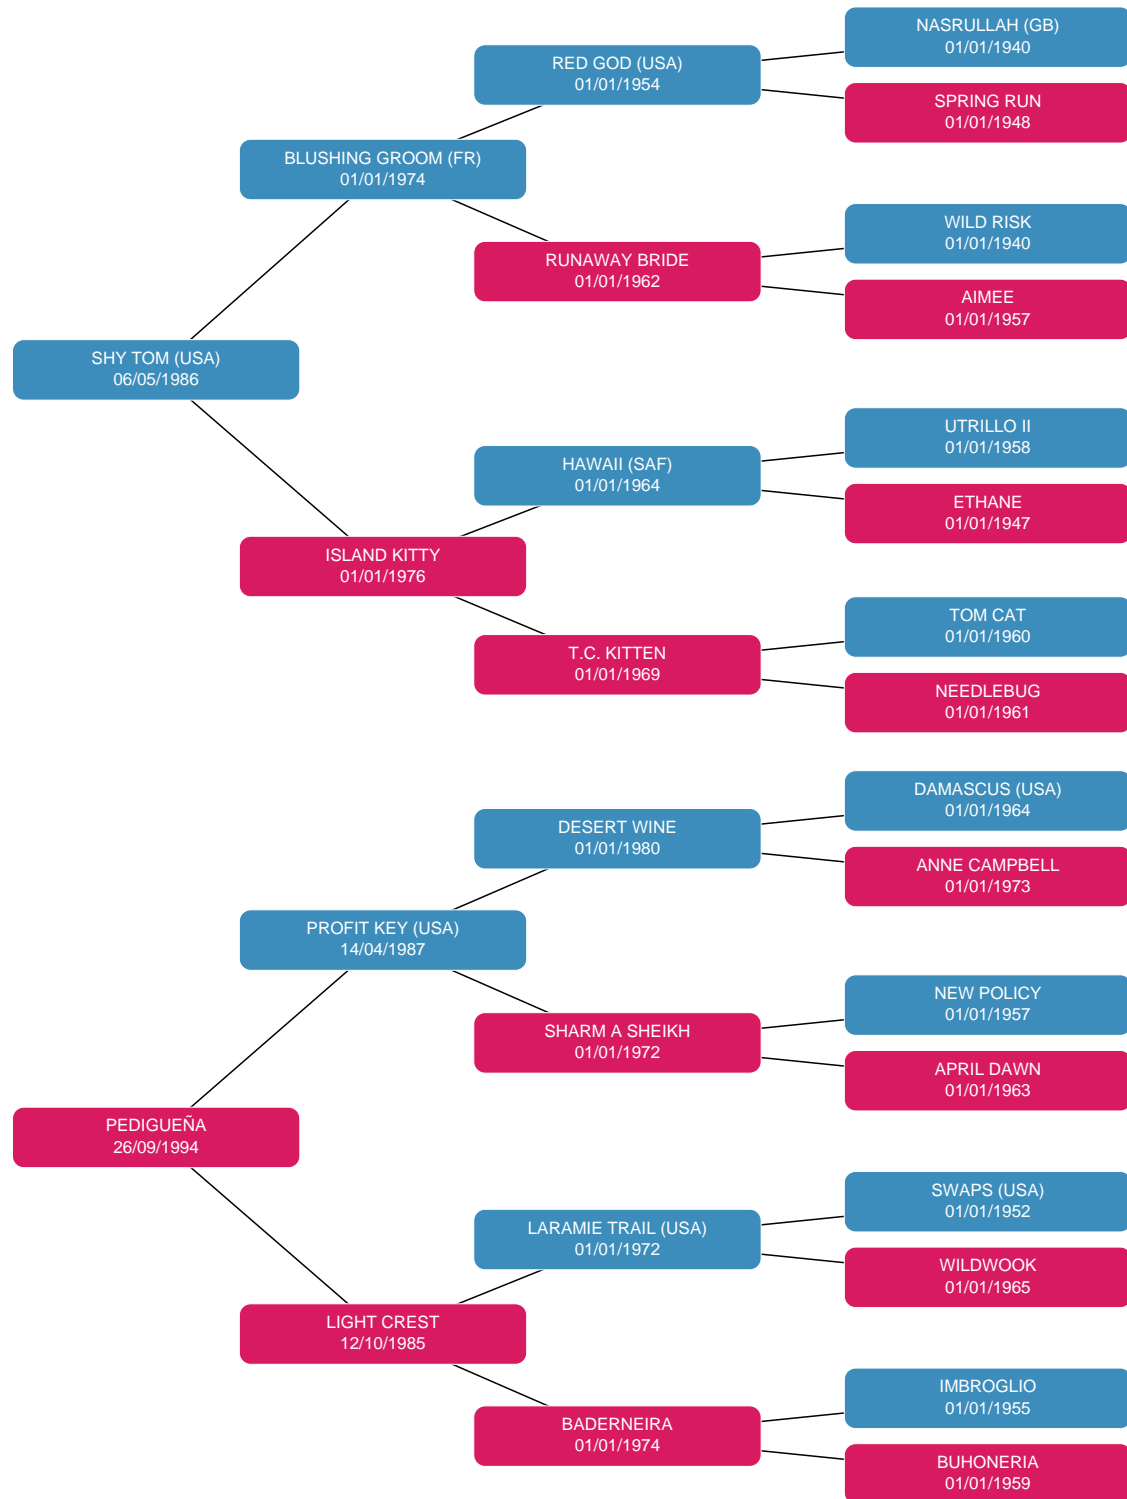 NASRULLAH (GB)
01/01/1940
RED GOD (USA)
01/01/1954
SPRING RUN
01/01/1948
BLUSHING GROOM (FR)
01/01/1974
WILD RISK
01/01/1940
RUNAWAY BRIDE
01/01/1962
AIMEE
01/01/1957
SHY TOM (USA)
06/05/1986
UTRILLO II
01/01/1958
HAWAII (SAF)
01/01/1964
ETHANE
01/01/1947
ISLAND KITTY
01/01/1976
TOM CAT
01/01/1960
T.C. KITTEN
01/01/1969
NEEDLEBUG
01/01/1961
DAMASCUS (USA)
01/01/1964
DESERT WINE
01/01/1980
ANNE CAMPBELL
01/01/1973
PROFIT KEY (USA)
14/04/1987
NEW POLICY
01/01/1957
SHARM A SHEIKH
01/01/1972
APRIL DAWN
01/01/1963
PEDIGUEÑA
26/09/1994
SWAPS (USA)
01/01/1952
LARAMIE TRAIL (USA)
01/01/1972
WILDWOOK
01/01/1965
LIGHT CREST
12/10/1985
IMBROGLIO
01/01/1955
BADERNEIRA
01/01/1974
BUHONERIA
01/01/1959